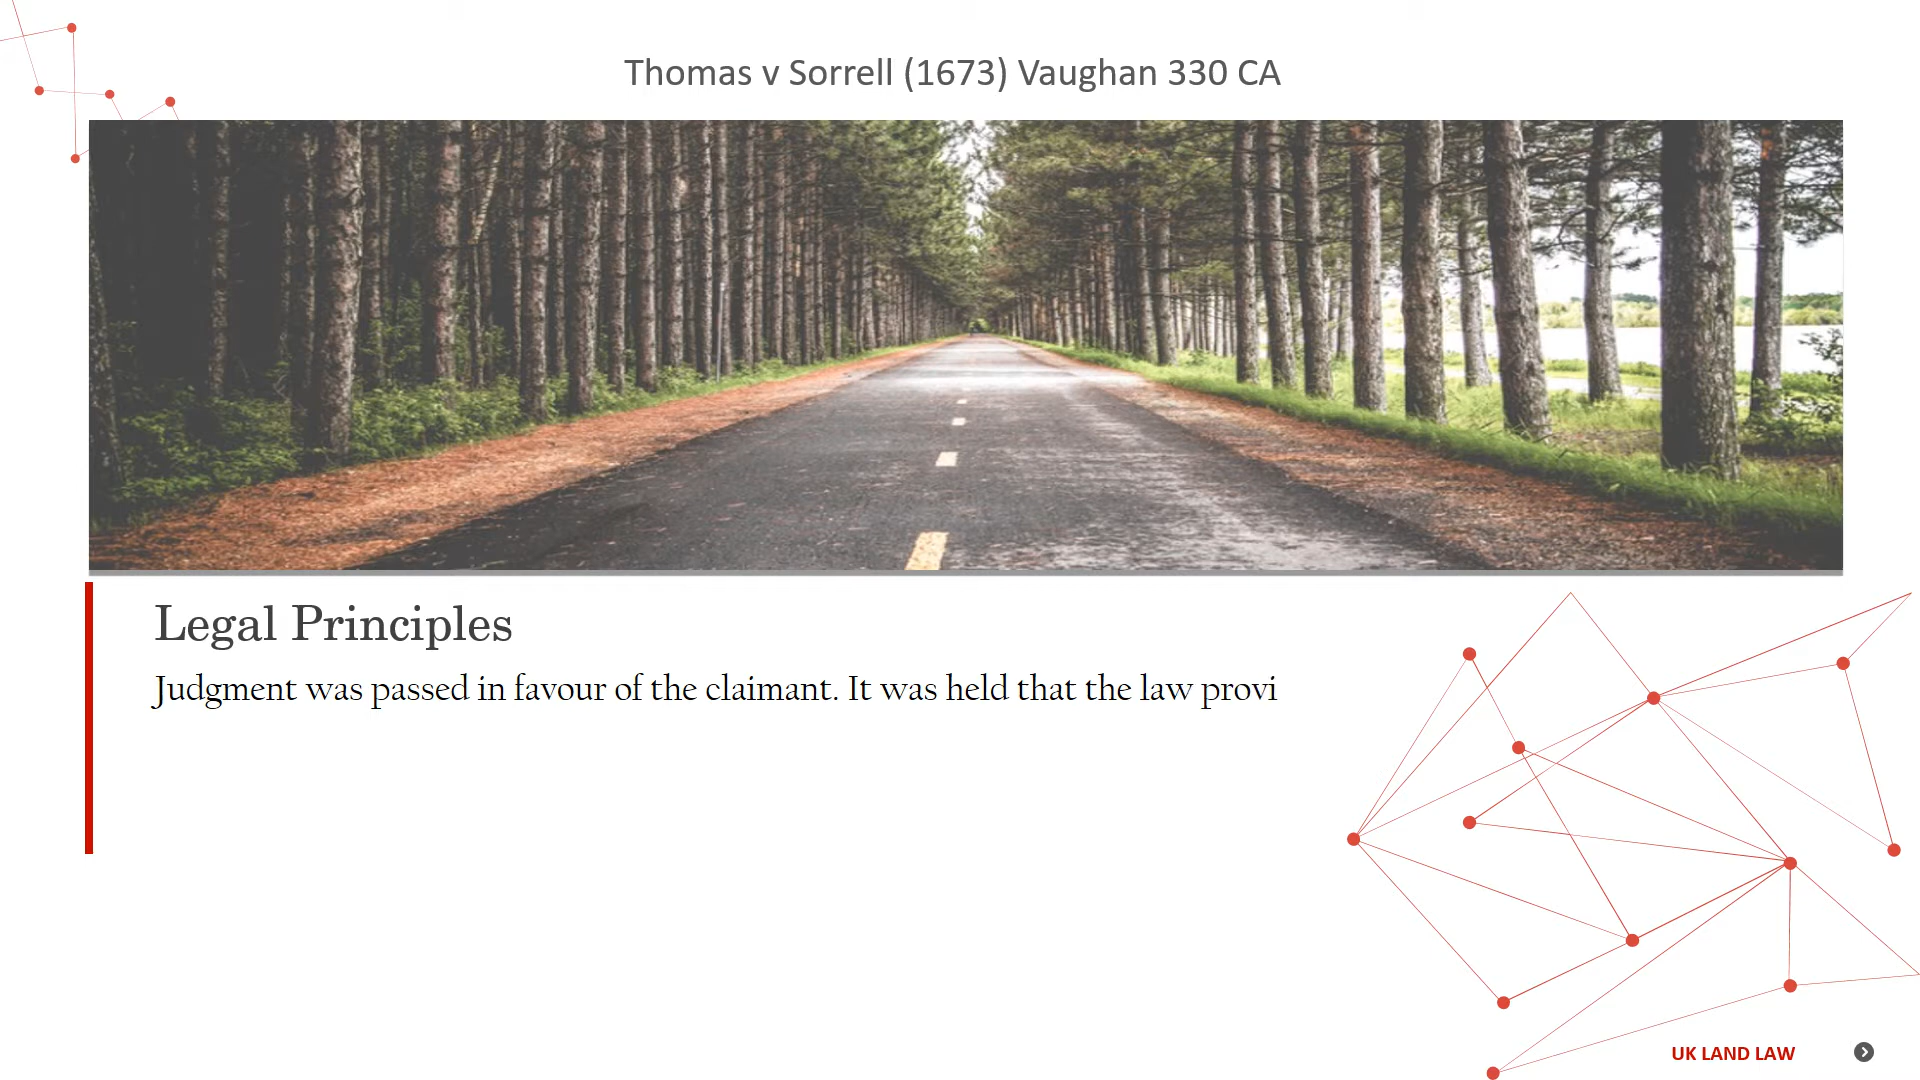 Thomas v Sorrell (1673) Vaughan 330 CA
Legal Principles
Judgment was passed in favour of the claimant. It was held that the law provi
UK LAND LAW